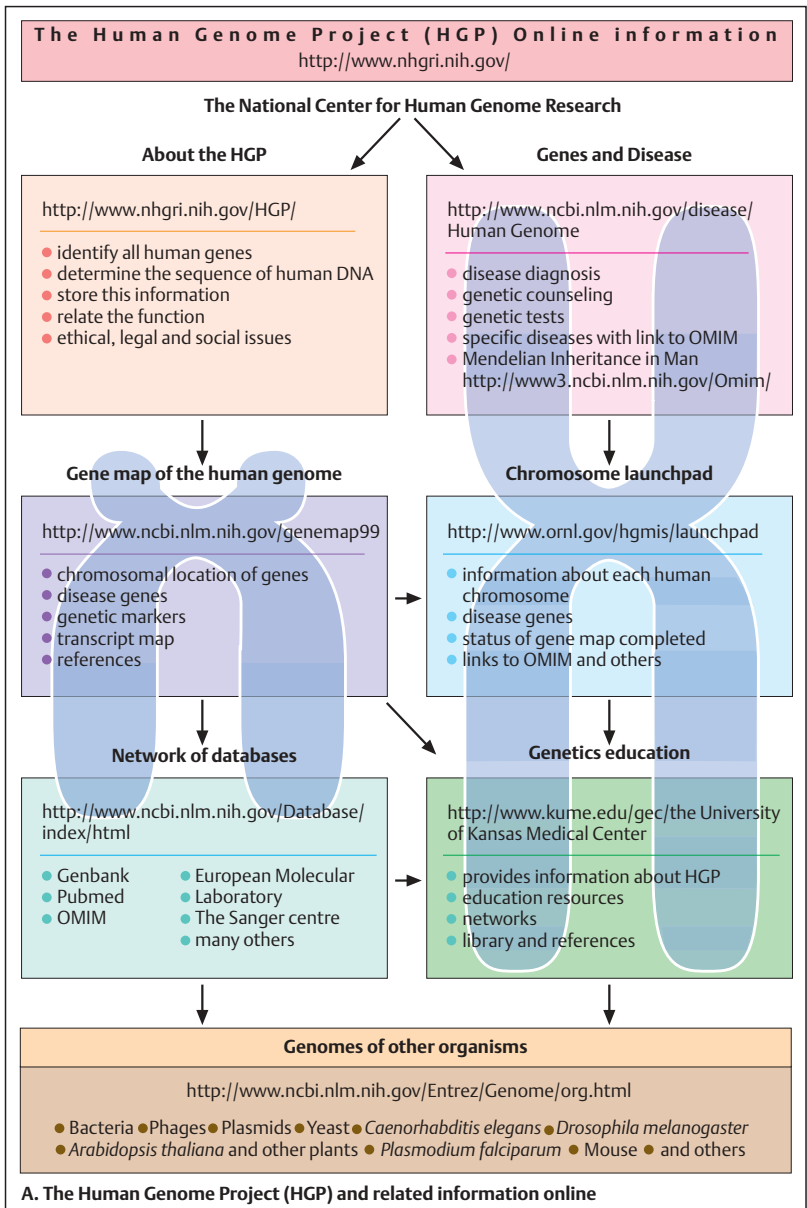 The Human Genome Project (HGP) Online information
http://www.nhgri.nih.gov/
The National Center for Human Genome Research
About the HGP
http://www.nhgri.nih.gov/HGP/
● identify all human genes
● determine the sequence of human DNA
● store this information
● relate the function
● ethical, legal and social issues
Genes and Disease
http://www.ncbi.nlm.nih.gov/disease/
Human Genome
● disease diagnosis
● genetic counseling
● genetic tests
● specific diseases with link to OMIM
● Mendelian Inheritance in Man
http://www3.ncbi.nlm.nih.gov/Omim/
Gene map of the human genome
http://www.ncbi.nlm.nih.gov/genemap99
● chromosomal location of genes
● disease genes
● genetic markers
● transcript map
● references
Chromosome launchpad
http://www.ornl.gov/hgmis/launchpad
● information about each human
chromosome
● disease genes
● status of gene map completed
● links to OMIM and others
Network of databases
http://www.ncbi.nlm.nih.gov/Database/
index/html
● Genbank
● Pubmed
● OMIM
● European Molecular
● Laboratory
● The Sanger centre
● many others
Genetics education
http://www.kume.edu/gec/the University
of Kansas Medical Center
● provides information about HGP
● education resources
● networks
● library and references
Genomes of other organisms
http://www.ncbi.nlm.nih.gov/Entrez/Genome/org.html
● Bacteria ● Phages ● Plasmids ● Yeast ● Caenorhabditis elegans ● Drosophila melanogaster
● Arabidopsis thaliana and other plants ● Plasmodium falciparum ● Mouse ● and others
A. The Human Genome Project (HGP) and related information online